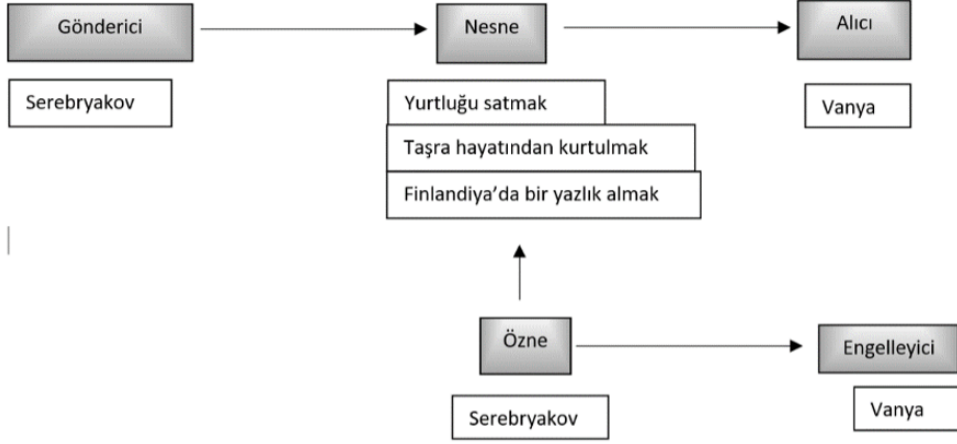 Gönderici
Nesne
Alıcı
Serebryakov
Yurtluğu satmak
Vanya
Taşra hayatından kurtulmak
Finlandiya’da bir yazlık almak
Özne
Engelleyici
Serebryakov
Vanya